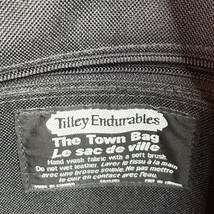 Tilley Endurables
The Town Bag
Le sac de ville
Hand wash fabric with a soft brush.
Do not wet leather. Laver le tissu à la main
avec une brosse douce. Ne pas mettre
le cuir en contact avec l'eau.